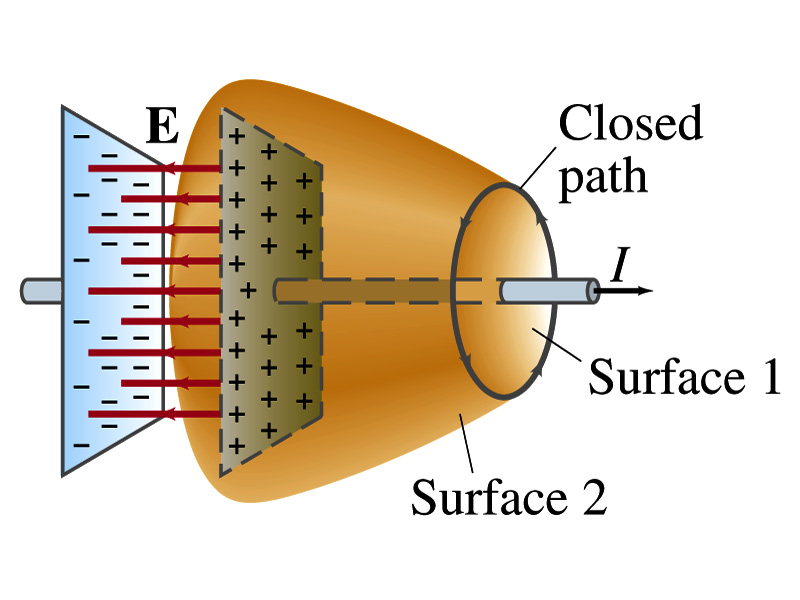 E
Closed
path
I
Surface 1
Surface 2